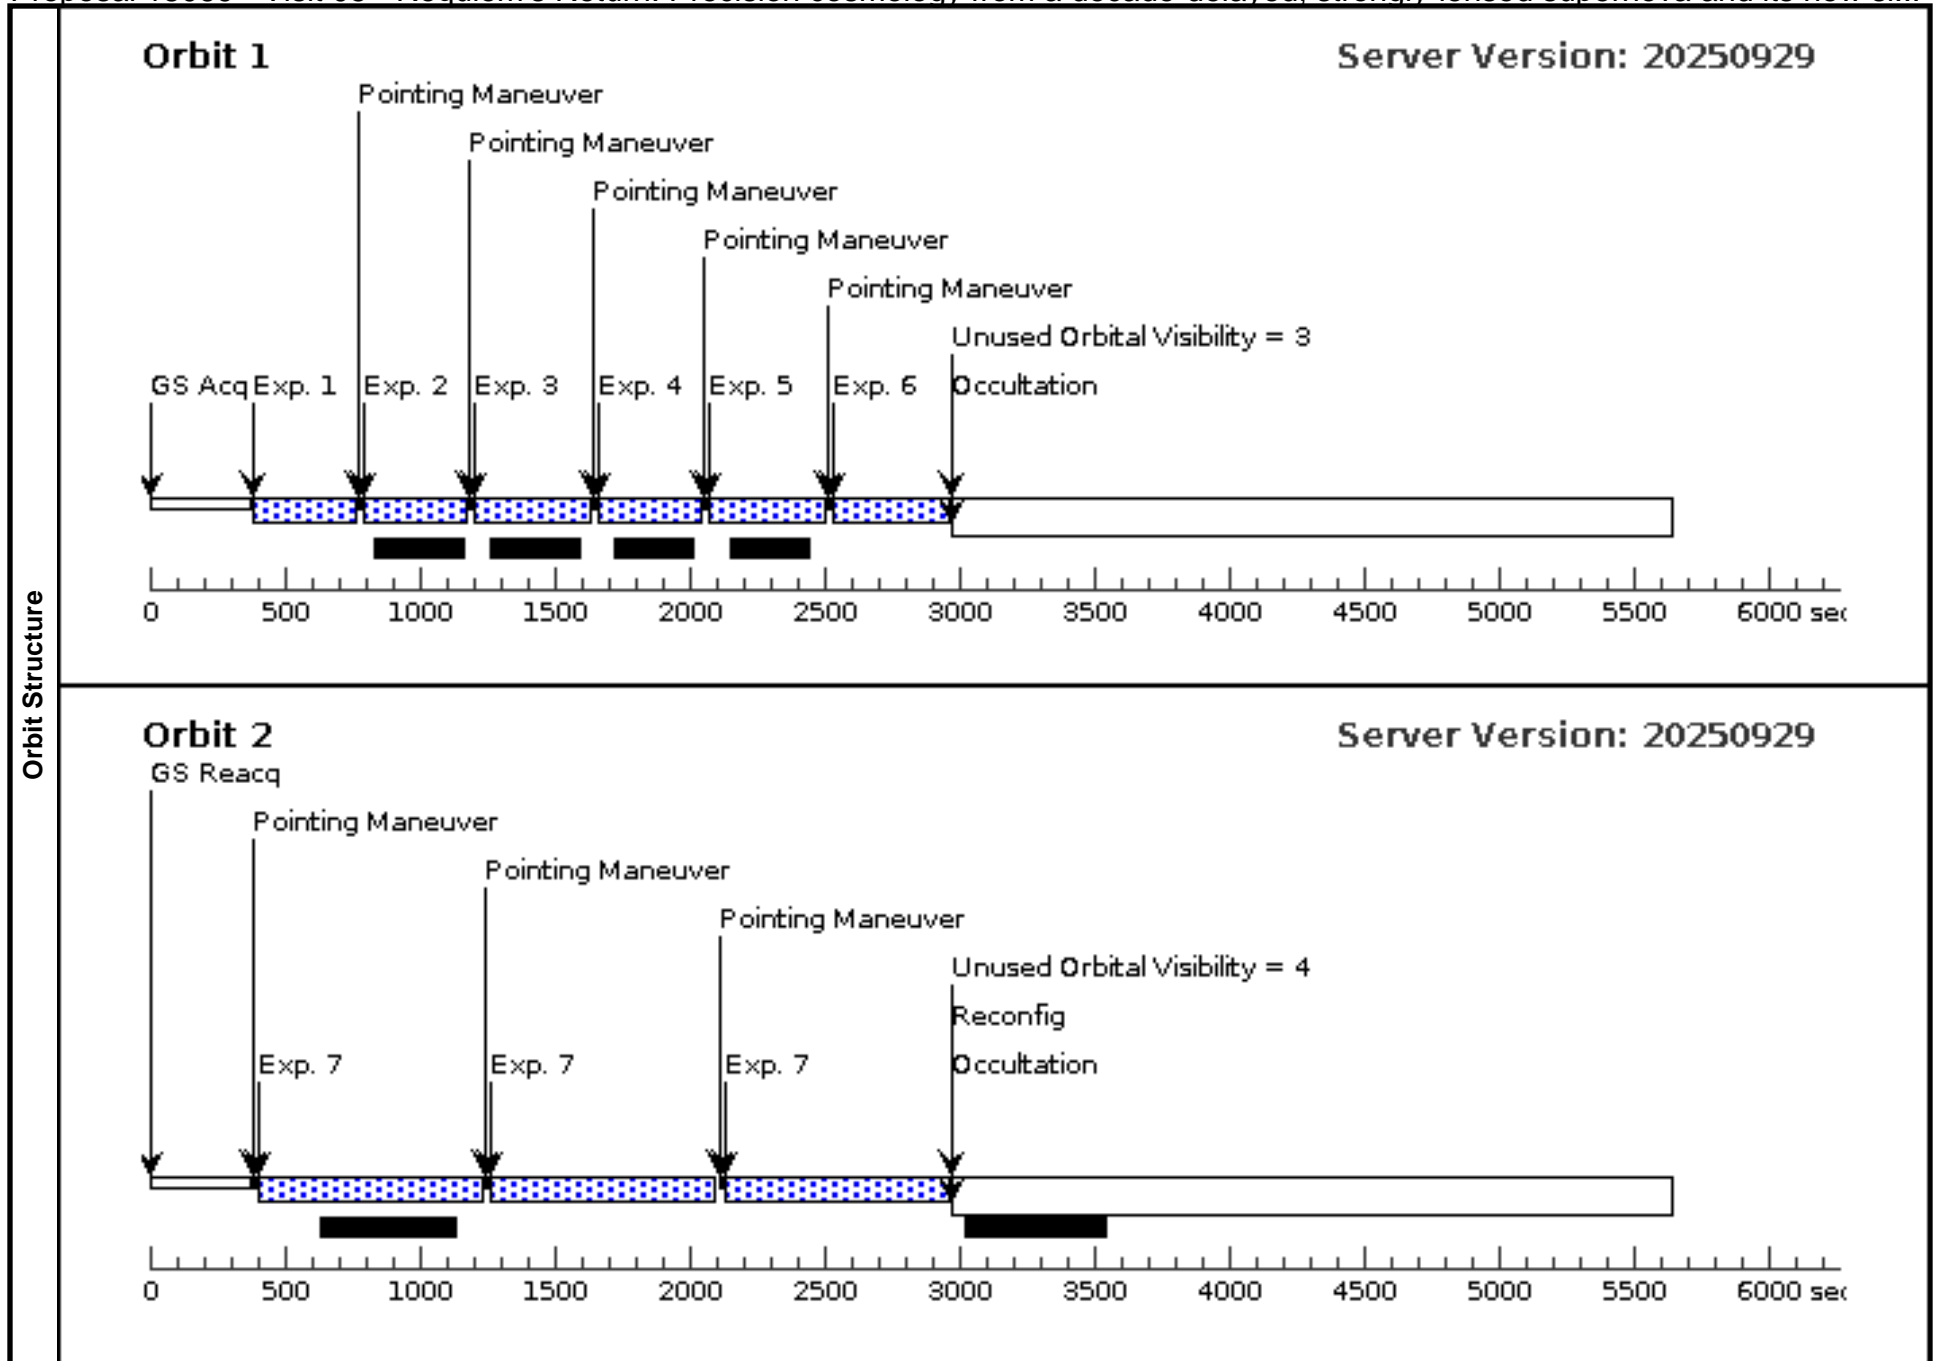 Orbit Structure
Orbit 1
Server Version: 20250929
Pointing Maneuver
Pointing Maneuver
Pointing Maneuver
Pointing Maneuver
Pointing Maneuver
Unused Orbital Visibility = 3
GS Acq Exp. 1 Exp. 2 Exp. 3 Exp. 4 Exp. 5 Exp. 6 Occultation
0 500 1000 1500 2000 2500 3000 3500 4000 4500 5000 5500 6000 sec
Orbit 2
Server Version: 20250929
GS Reacq
Pointing Maneuver
Pointing Maneuver
Pointing Maneuver
Unused Orbital Visibility = 4
Reconfig
Exp. 7 Exp. 7 Exp. 7 Occultation
0 500 1000 1500 2000 2500 3000 3500 4000 4500 5000 5500 6000 sec